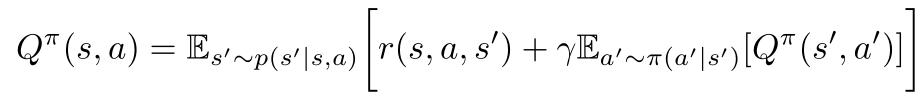 Q^π(s, a) = 𝔼_{s′∼p(s′|s,a)}[r(s, a, s′) + γ𝔼_{a′∼π(a′|s′)}[Q^π(s′, a′)]]